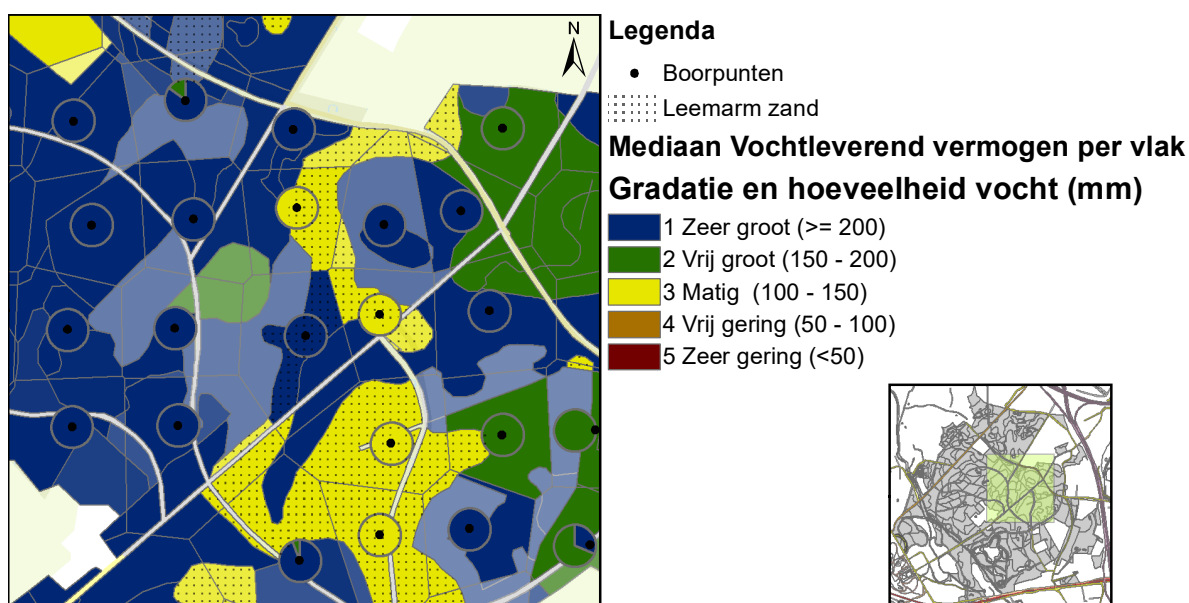 N
Legenda
Boorpunten
Leemarm zand
Mediaan Vochtleverend vermogen per vlak
Gradatie en hoeveelheid vocht (mm)
1 Zeer groot (>= 200)
2 Vrij groot (150 - 200)
3 Matig (100 - 150)
4 Vrij gering (50 - 100)
5 Zeer gering (<50)